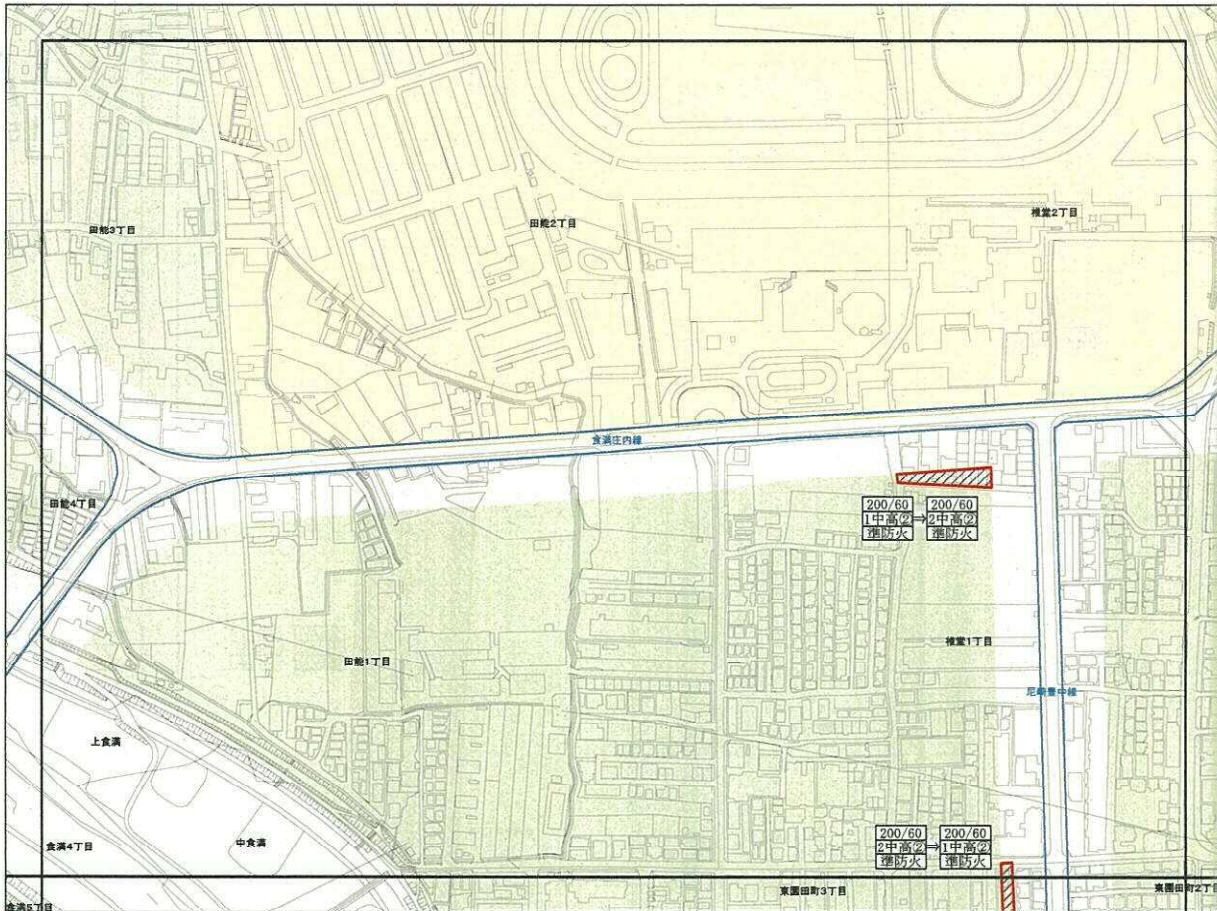 田能3丁目
田能2丁目
椎堂2丁目
食満庄内線
田能4丁目
200/60 200/60
1中高②⇒2中高②
準防火 準防火
田能1丁目
椎堂1丁目
尼崎豊中線
上食満
中食満
食満4丁目
200/60 200/60
2中高②⇒1中高②
準防火 準防火
東園田町3丁目
東園田町2丁目
食満5丁目